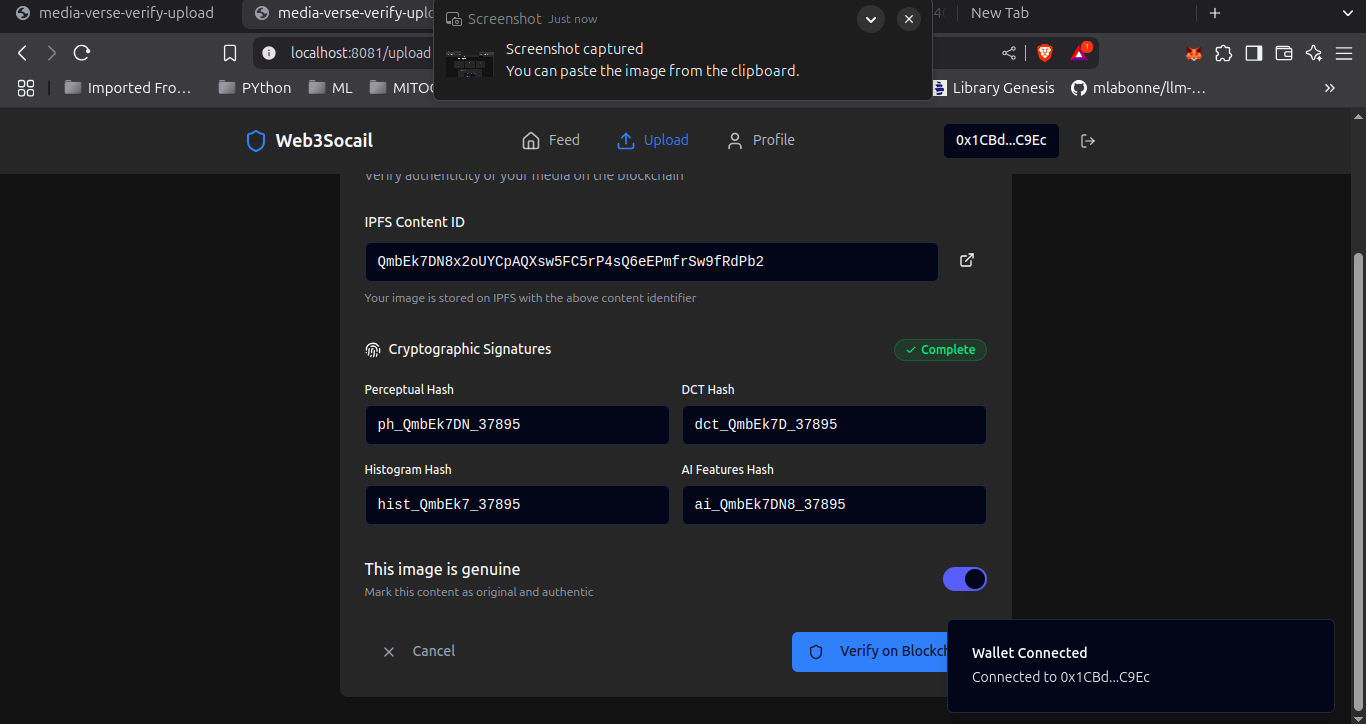 media-verse-verify-upload
media-verse-verify-uplo
Screenshot Just now
Screenshot captured
You can paste the image from the clipboard.
New Tab
localhost:8081/upload
1
Imported Fro...
PYthon
ML
MITOC
Library Genesis
mlabonne/llm-...
Web3Socail
Feed
Upload
Profile
0x1CBd...C9Ec
Verify authenticity of your media on the blockchain
IPFS Content ID
QmbEk7DN8x2oUYCpAQXsw5FC5rP4sQ6eEPmfrSw9fRdPb2
Your image is stored on IPFS with the above content identifier
Cryptographic Signatures
Complete
Perceptual Hash
DCT Hash
ph_QmbEk7DN_37895
dct_QmbEk7D_37895
Histogram Hash
AI Features Hash
hist_QmbEk7_37895
ai_QmbEk7DN8_37895
This image is genuine
Mark this content as original and authentic
Cancel
Verify on Blockch
Wallet Connected
Connected to 0x1CBd...C9Ec